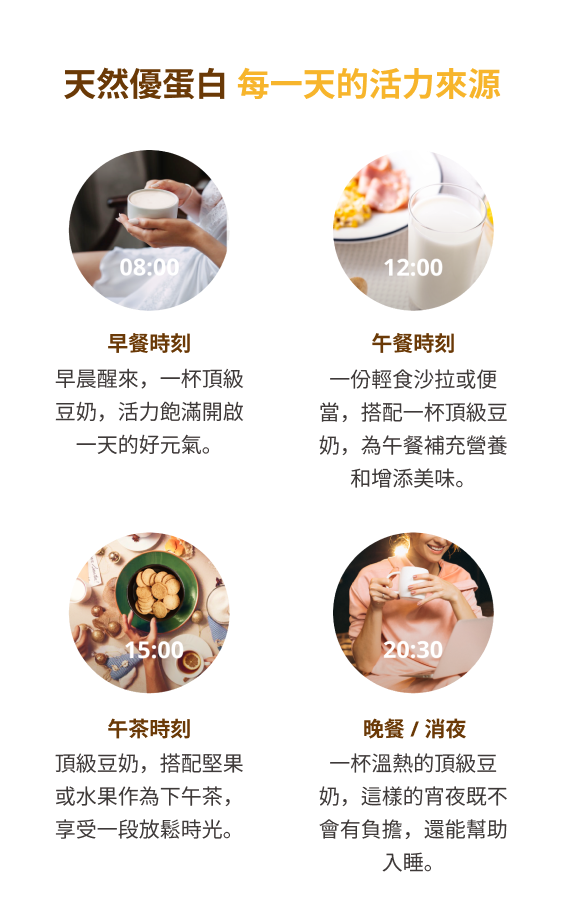 天然優蛋白 每一天的活力來源
08:00
早餐時刻
早晨醒來，一杯頂級
豆奶，活力飽滿開啟
一天的好元氣。
12:00
午餐時刻
一份輕食沙拉或便
當，搭配一杯頂級豆
奶，為午餐補充營養
和增添美味。
15:00
午茶時刻
頂級豆奶，搭配堅果
或水果作為下午茶，
享受一段放鬆時光。
20:30
晚餐 / 消夜
一杯溫熱的頂級豆
奶，這樣的宵夜既不
會有負擔，還能幫助
入睡。